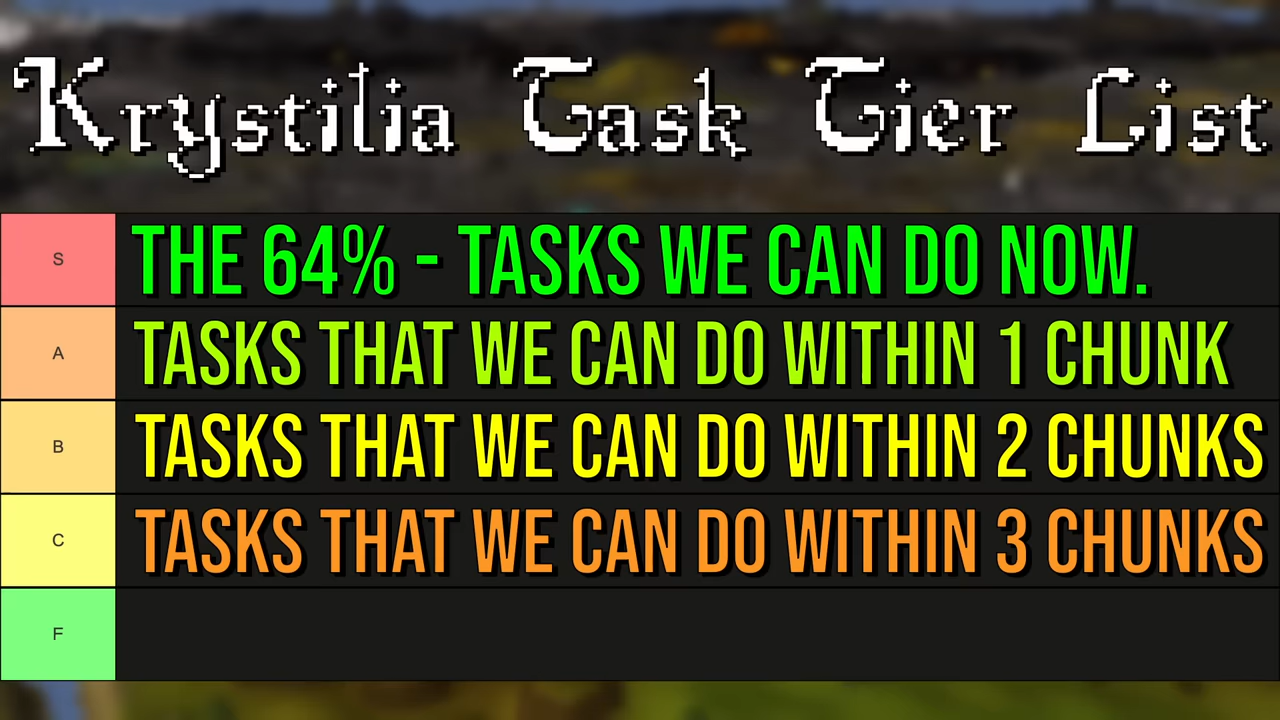 Krystilia Task Tier List
S
THE 64% - TASKS WE CAN DO NOW.
A
TASKS THAT WE CAN DO WITHIN 1 CHUNK
B
TASKS THAT WE CAN DO WITHIN 2 CHUNKS
C
TASKS THAT WE CAN DO WITHIN 3 CHUNKS
F